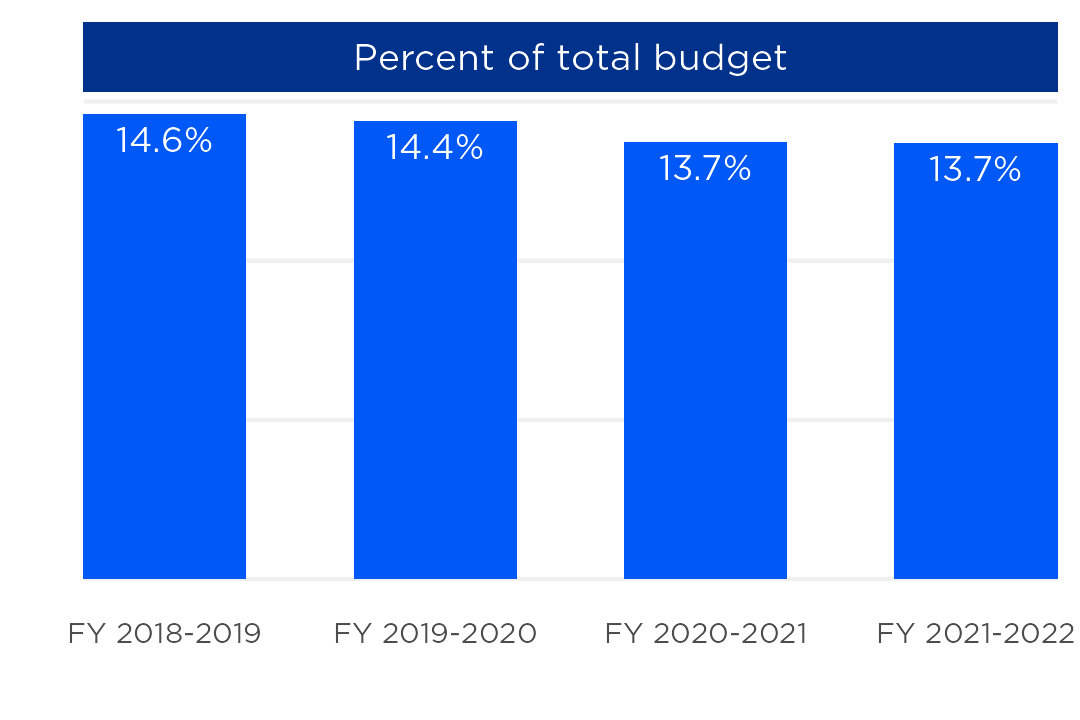 Percent of total budget
14.6%
14.4%
13.7%
13.7%
FY 2018-2019
FY 2019-2020
FY 2020-2021
FY 2021-2022